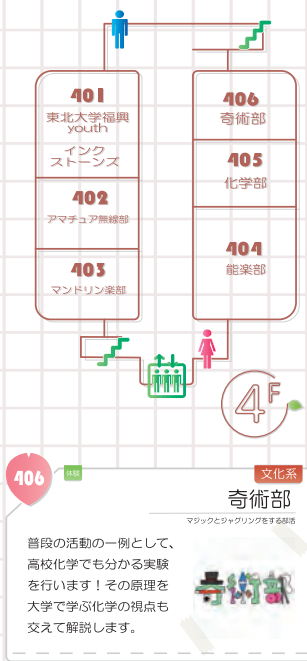 401
東北大学福興
youth
インク
ストーンズ
402
アマチュア無線部
403
マンドリン楽部
406
奇術部
405
化学部
404
能楽部
4F
406
体験
文化系
奇術部
マジックとジャグリングをする部活
普段の活動の一例として、
高校化学でも分かる実験
を行います！その原理を
大学で学ぶ化学の視点も
交えて解説します。
奇術部